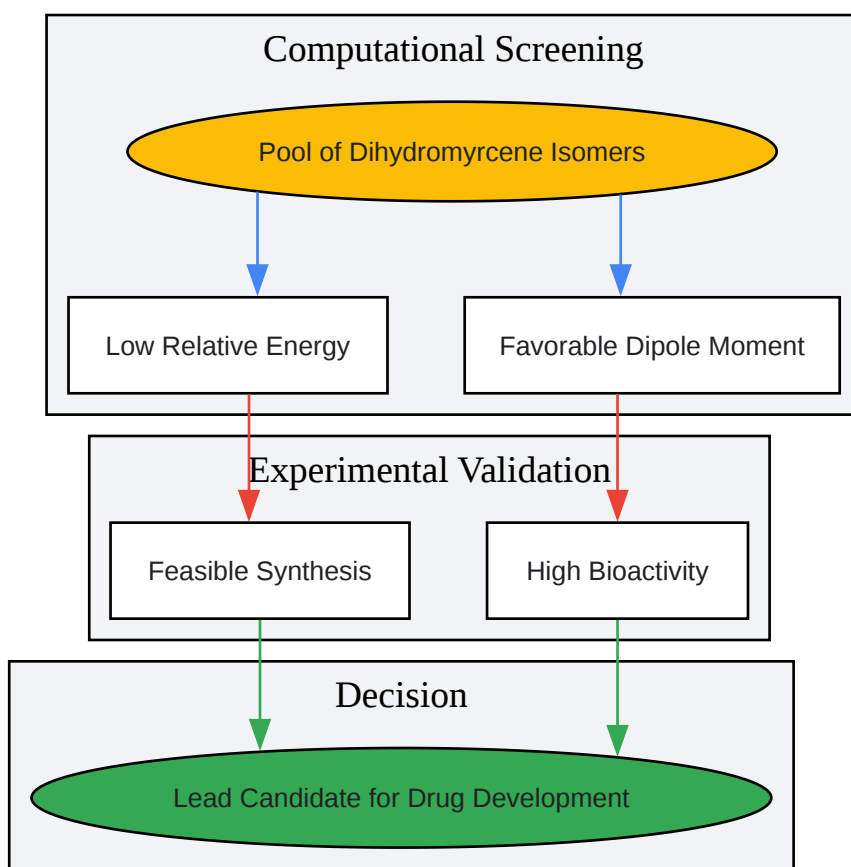 Computational Screening
Pool of Dihydromyrcene Isomers
Low Relative Energy
Favorable Dipole Moment
Experimental Validation
Feasible Synthesis
High Bioactivity
Decision
Lead Candidate for Drug Development